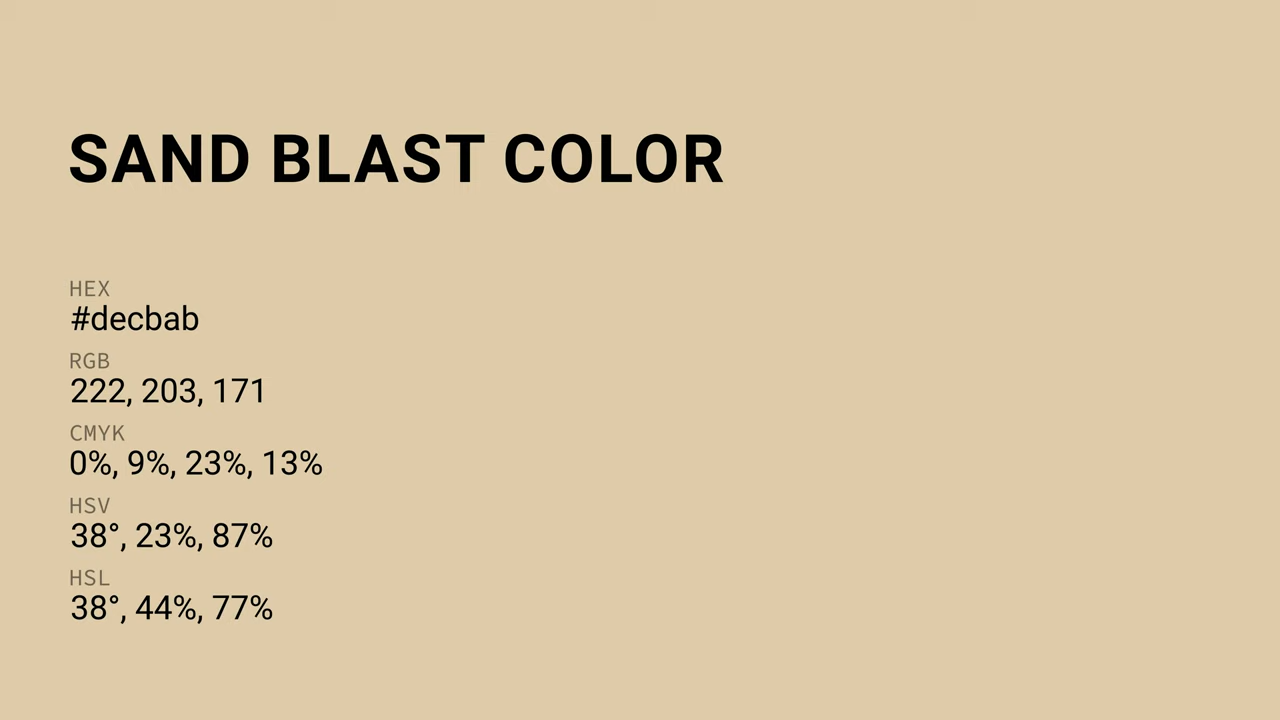 SAND BLAST COLOR
HEX
#decbab
RGB
222, 203, 171
CMYK
0%, 9%, 23%, 13%
HSV
38°, 23%, 87%
HSL
38°, 44%, 77%